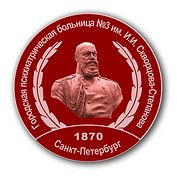 Городская психиатрическая больница №3 им. И.И. Скворцова-Степанова
1870
Санкт-Петербург